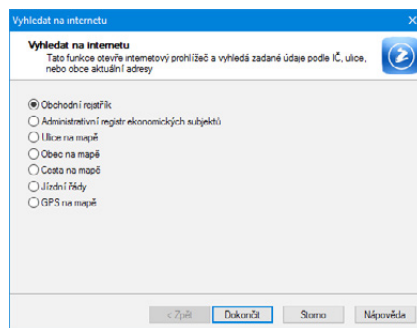 Vyhledat na internetu
Vyhledat na internetu
Tato funkce otevře internetový prohlížeč a vyhledá zadané údaje podle IČ, ulice,
nebo obce aktuální adresy
Obchodní rejstřík
Administrativní registr ekonomických subjektů
Ulice na mapě
Obec na mapě
Cesta na mapě
Jízdní řády
GPS na mapě
< Zpět Dokončit Storno Nápověda